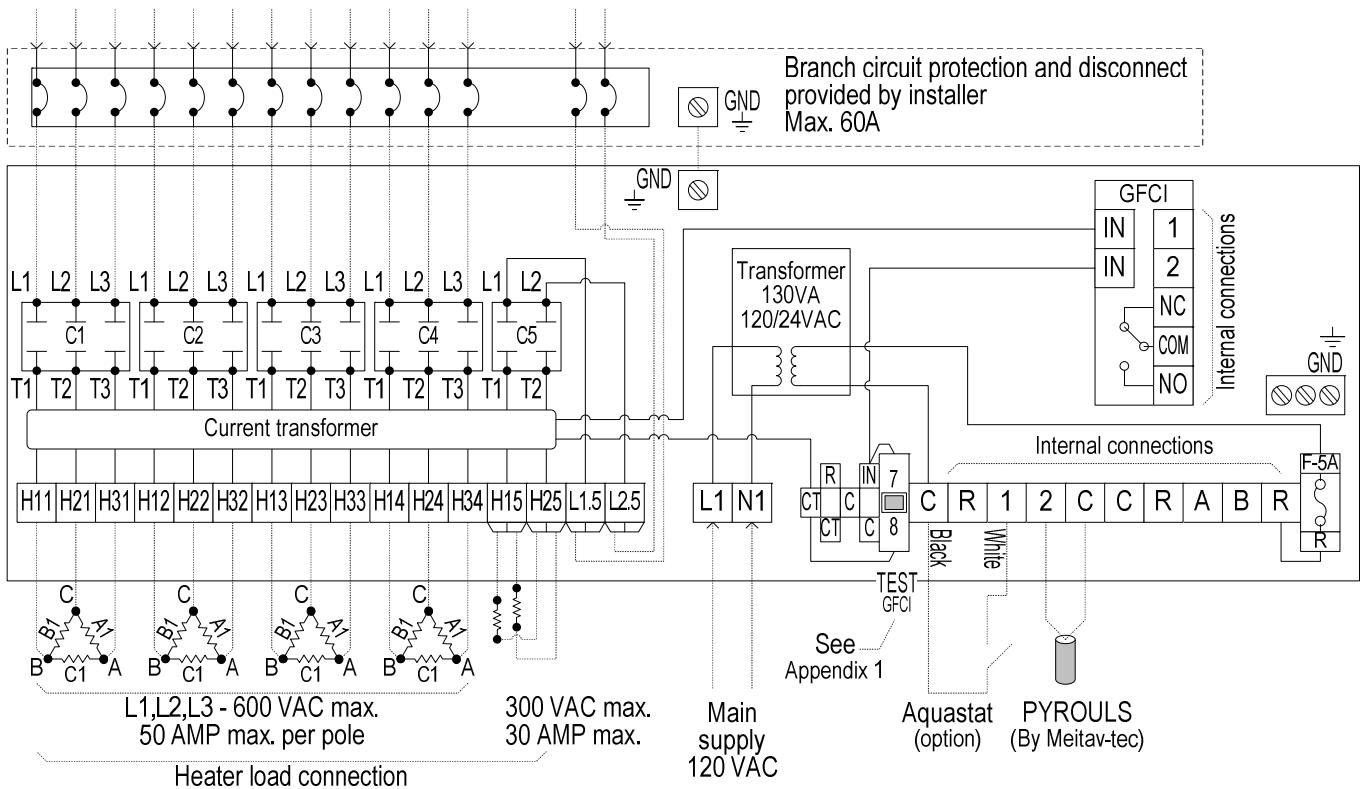 Branch circuit protection and disconnect
provided by installer
Max. 60A
GND
GND
GFCI
IN 1
IN 2
NC
COM
NO
Internal connections
Transformer
130VA
120/24VAC
GND
L1 L2 L3 L1 L2 L3 L1 L2 L3 L1 L2 L3 L1 L2
C1 C2 C3 C4 C5
T1 T2 T3 T1 T2 T3 T1 T2 T3 T1 T2 T3 T1 T2
Current transformer
Internal connections
F-5A
R
H11 H21 H31 H12 H22 H32 H13 H23 H33 H14 H24 H34 H15 H25 L1.5 L2.5
L1 N1
R IN 7
CT C
CT C 8
C R 1 2 C C R A B R
Black
White
TEST
GFCI
See
Appendix 1
C C C C
B1 A1 B1 A1 B1 A1 B1 A1
B C1 A B C1 A B C1 A B C1 A
L1,L2,L3 - 600 VAC max.
50 AMP max. per pole
300 VAC max.
30 AMP max.
Heater load connection
Main
supply
120 VAC
Aquastat
(option)
PYROULS
(By Meitav-tec)